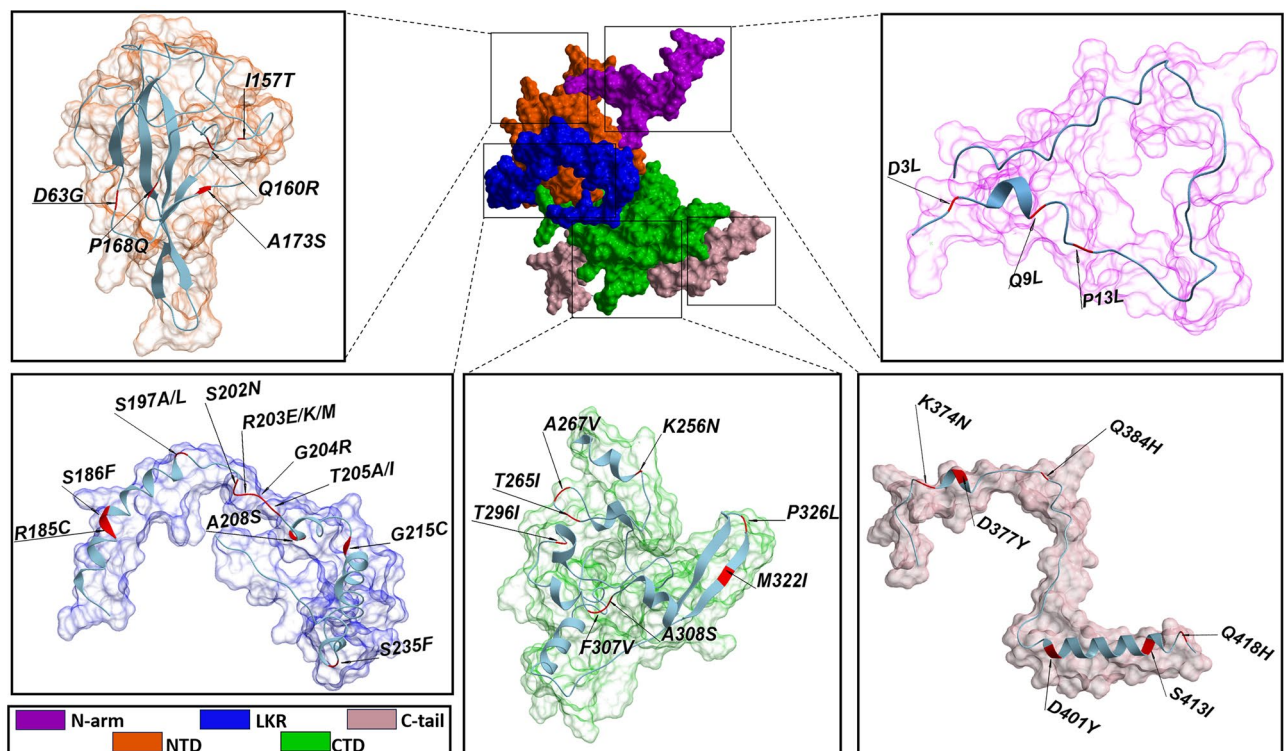 I157T
D63G
Q160R
P168Q
A173S
D3L
Q9L
P13L
S197A/L
S202N
R203E/K/M
G204R
S186F
T205A/I
R185C
A208S
G215C
S235F
A267V
K256N
T265I
T296I
P326L
M322I
F307V
A308S
K374N
Q384H
D377Y
Q418H
D401Y
S413I
N-arm
LKR
C-tail
NTD
CTD